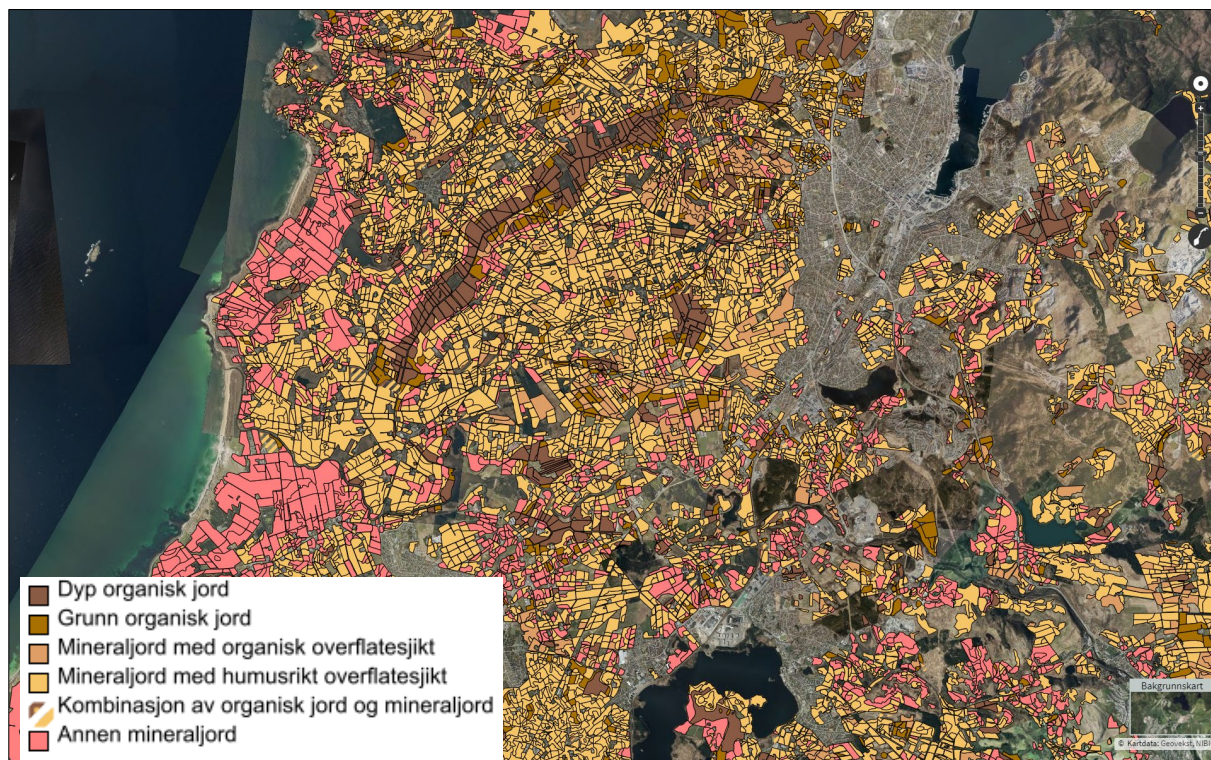 Bakgrunnskart
© Kartdata: Geovekst, NIBI
Dyp organisk jord
Grunn organisk jord
Mineraljord med organisk overflatesjikt
Mineraljord med humusrikt overflatesjikt
Kombinasjon av organisk jord og mineraljord
Annen mineraljord